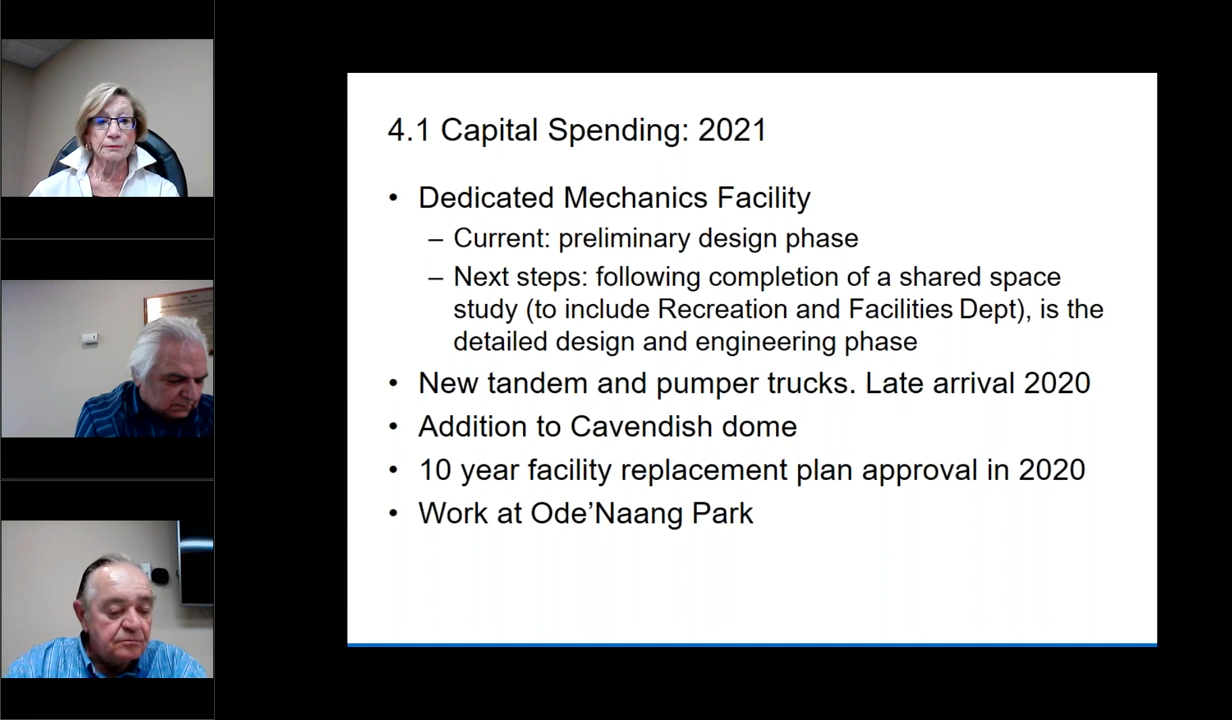 4.1 Capital Spending: 2021
• Dedicated Mechanics Facility
– Current: preliminary design phase
– Next steps: following completion of a shared space
study (to include Recreation and Facilities Dept), is the
detailed design and engineering phase
• New tandem and pumper trucks. Late arrival 2020
• Addition to Cavendish dome
• 10 year facility replacement plan approval in 2020
• Work at Ode’Naang Park